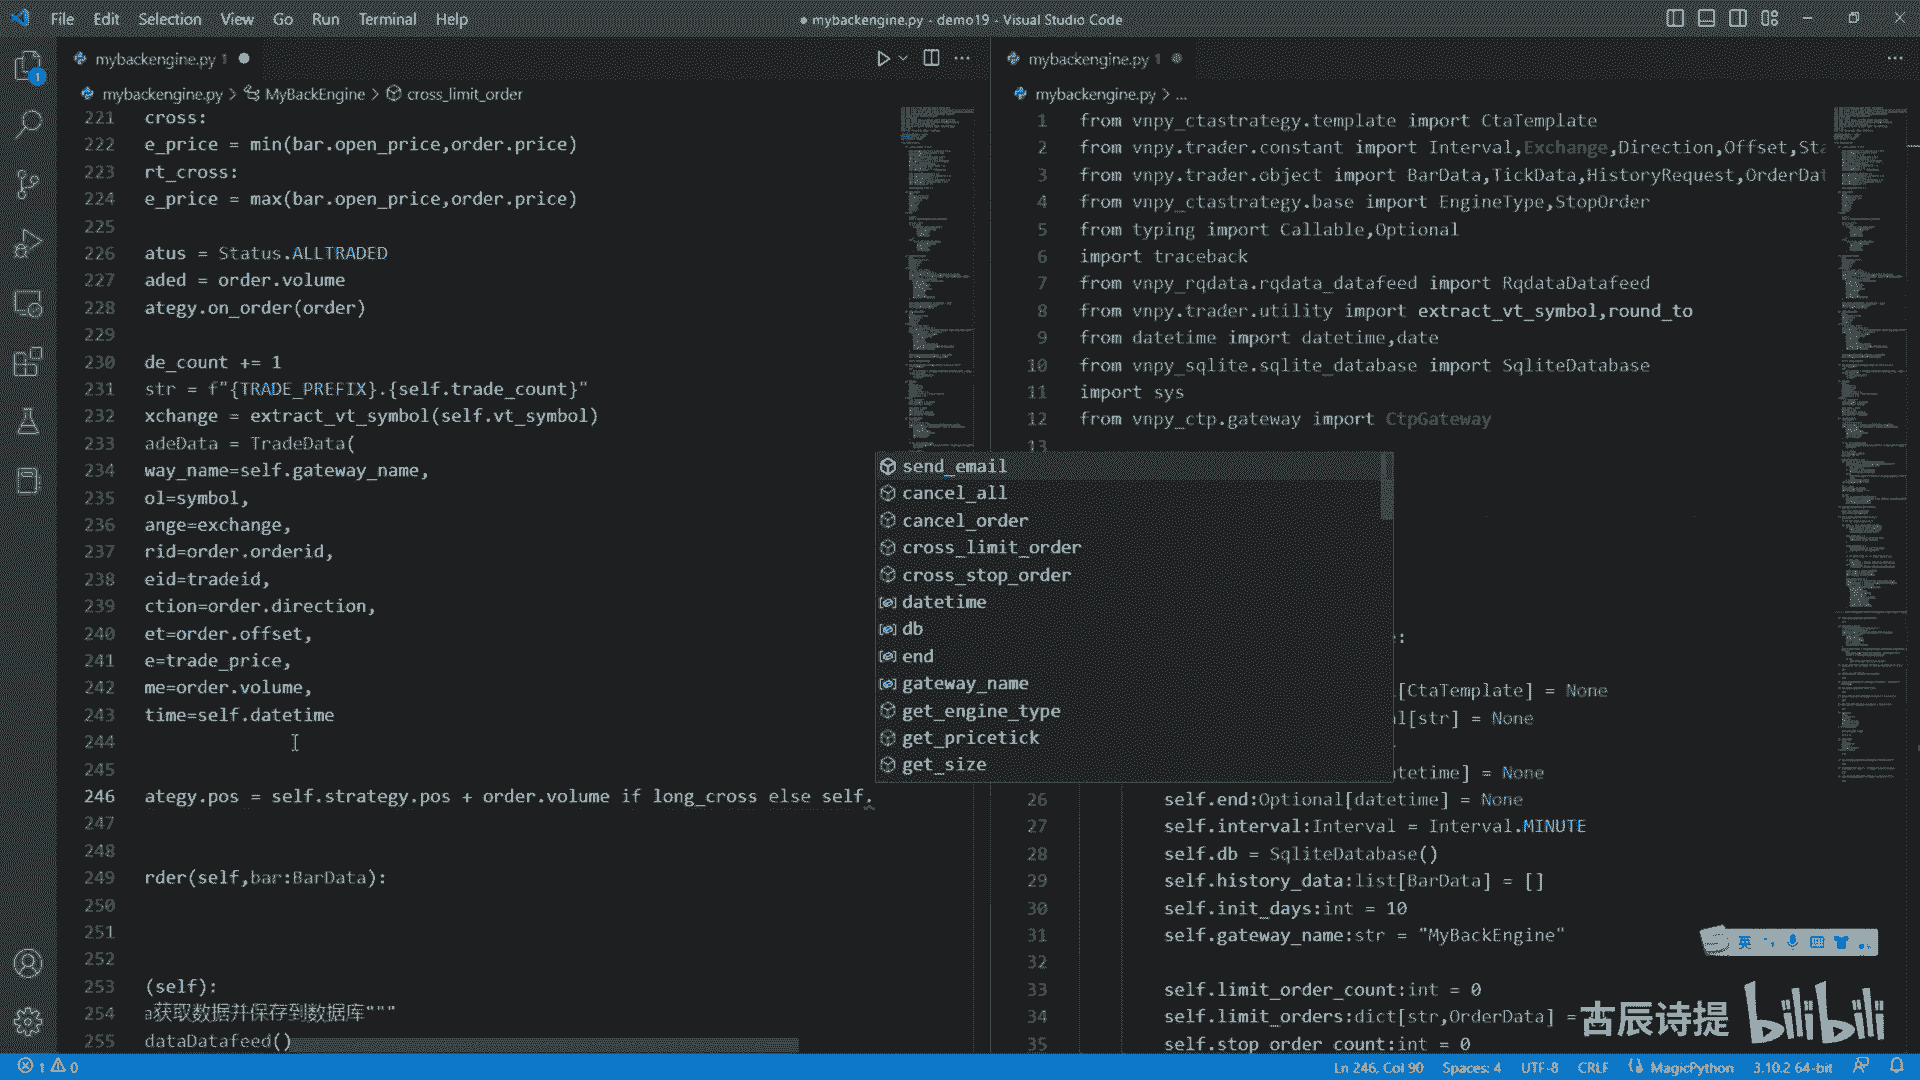 File Edit Selection View Go Run Terminal Help
● mybackengine.py - demo19 - Visual Studio Code
mybackengine.py 1 ●
mybackengine.py > MyBackEngine > cross_limit_order
221 cross:
222 e_price = min(bar.open_price,order.price)
223 rt_cross:
224 e_price = max(bar.open_price,order.price)
225
226 atus = Status.ALLTRADED
227 aded = order.volume
228 ategy.on_order(order)
229
230 de_count += 1
231 str = f"{TRADE_PREFIX}.{self.trade_count}"
232 xchange = extract_vt_symbol(self.vt_symbol)
233 adeData = TradeData(
234 way_name=self.gateway_name,
235 ol=symbol,
236 ange=exchange,
237 rid=order.orderid,
238 eid=tradeid,
239 ction=order.direction,
240 et=order.offset,
241 e=trade_price,
242 me=order.volume,
243 time=self.datetime
244
245
246 ategy.pos = self.strategy.pos + order.volume if long_cross else self.
247
248
249 rder(self,bar:BarData):
250
251
252
253 (self):
254 a获取数据并保存到数据库"""
255 dataDatafeed()
send_email
cancel_all
cancel_order
cross_limit_order
cross_stop_order
datetime
db
end
gateway_name
get_engine_type
get_pricetick
get_size
mybackengine.py 1 ●
mybackengine.py > ...
1 from vnpy_ctastrategy.template import CtaTemplate
2 from vnpy.trader.constant import Interval,Exchange,Direction,Offset,Sta
3 from vnpy.trader.object import BarData,TickData,HistoryRequest,OrderDat
4 from vnpy_ctastrategy.base import EngineType,StopOrder
5 from typing import Callable,Optional
6 import traceback
7 from vnpy_rqdata.rqdata_datafeed import RqdataDatafeed
8 from vnpy.trader.utility import extract_vt_symbol,round_to
9 from datetime import datetime,date
10 from vnpy_sqlite.sqlite_database import SqliteDatabase
11 import sys
12 from vnpy_ctp.gateway import CtpGateway
13
:
[CtaTemplate] = None
l[str] = None
tetime] = None
26 self.end:Optional[datetime] = None
27 self.interval:Interval = Interval.MINUTE
28 self.db = SqliteDatabase()
29 self.history_data:list[BarData] = []
30 self.init_days:int = 10
31 self.gateway_name:str = "MyBackEngine"
32
33 self.limit_order_count:int = 0
34 self.limit_orders:dict[str,OrderData] =
35 self.stop_order_count:int = 0
英
古辰诗提 bilibili
1 0
Ln 246, Col 90 Spaces: 4 UTF-8 CRLF MagicPython 3.10.2 64-bit